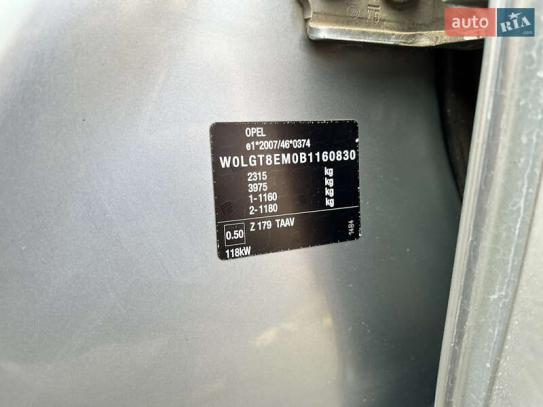 auto RIA
OPEL
e1*2007/46*0374
W0LGT8EM0B1160830
2315 kg
3975 kg
1-1160 kg
2-1180 kg
0.50 Z 179 TAAV
118kW